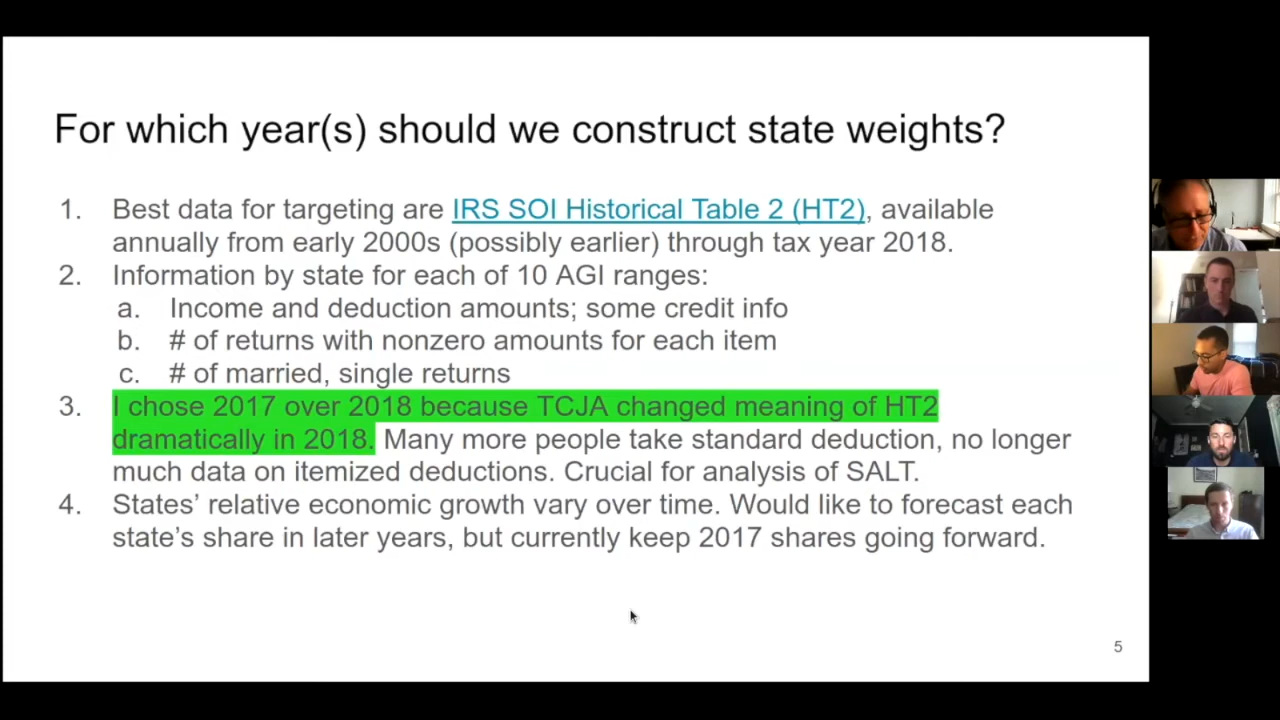 For which year(s) should we construct state weights?
1. Best data for targeting are IRS SOI Historical Table 2 (HT2), available
annually from early 2000s (possibly earlier) through tax year 2018.
2. Information by state for each of 10 AGI ranges:
a. Income and deduction amounts; some credit info
b. # of returns with nonzero amounts for each item
c. # of married, single returns
3. I chose 2017 over 2018 because TCJA changed meaning of HT2
dramatically in 2018. Many more people take standard deduction, no longer
much data on itemized deductions. Crucial for analysis of SALT.
4. States’ relative economic growth vary over time. Would like to forecast each
state’s share in later years, but currently keep 2017 shares going forward.
5